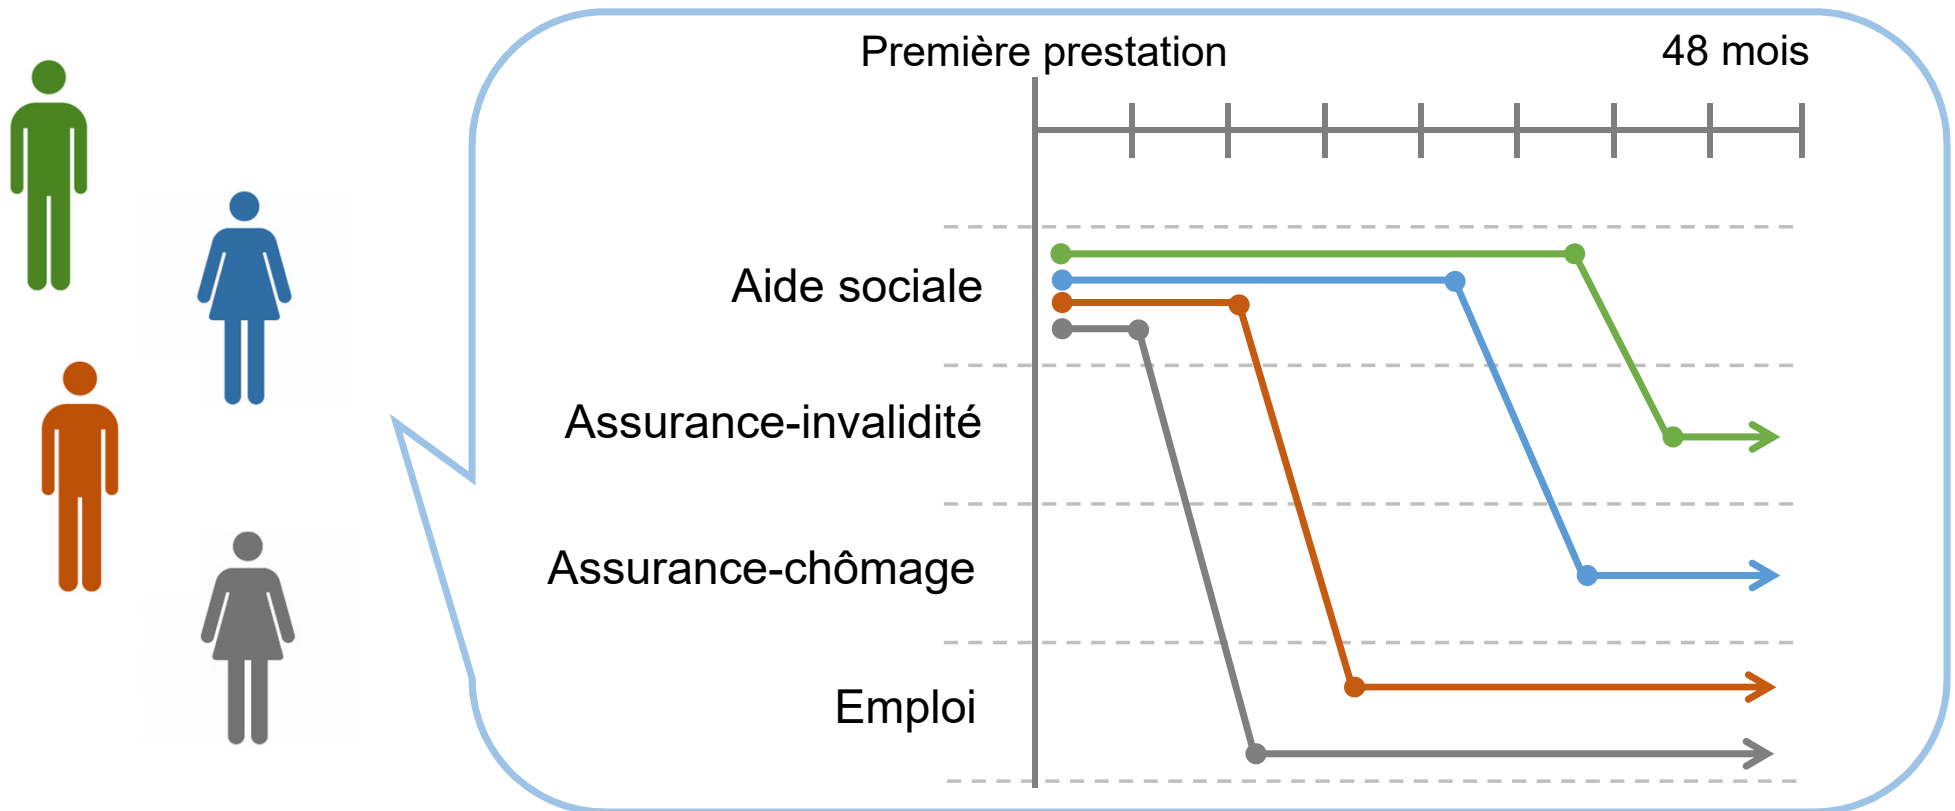 Première prestation
48 mois
Aide sociale
Assurance-invalidité
Assurance-chômage
Emploi